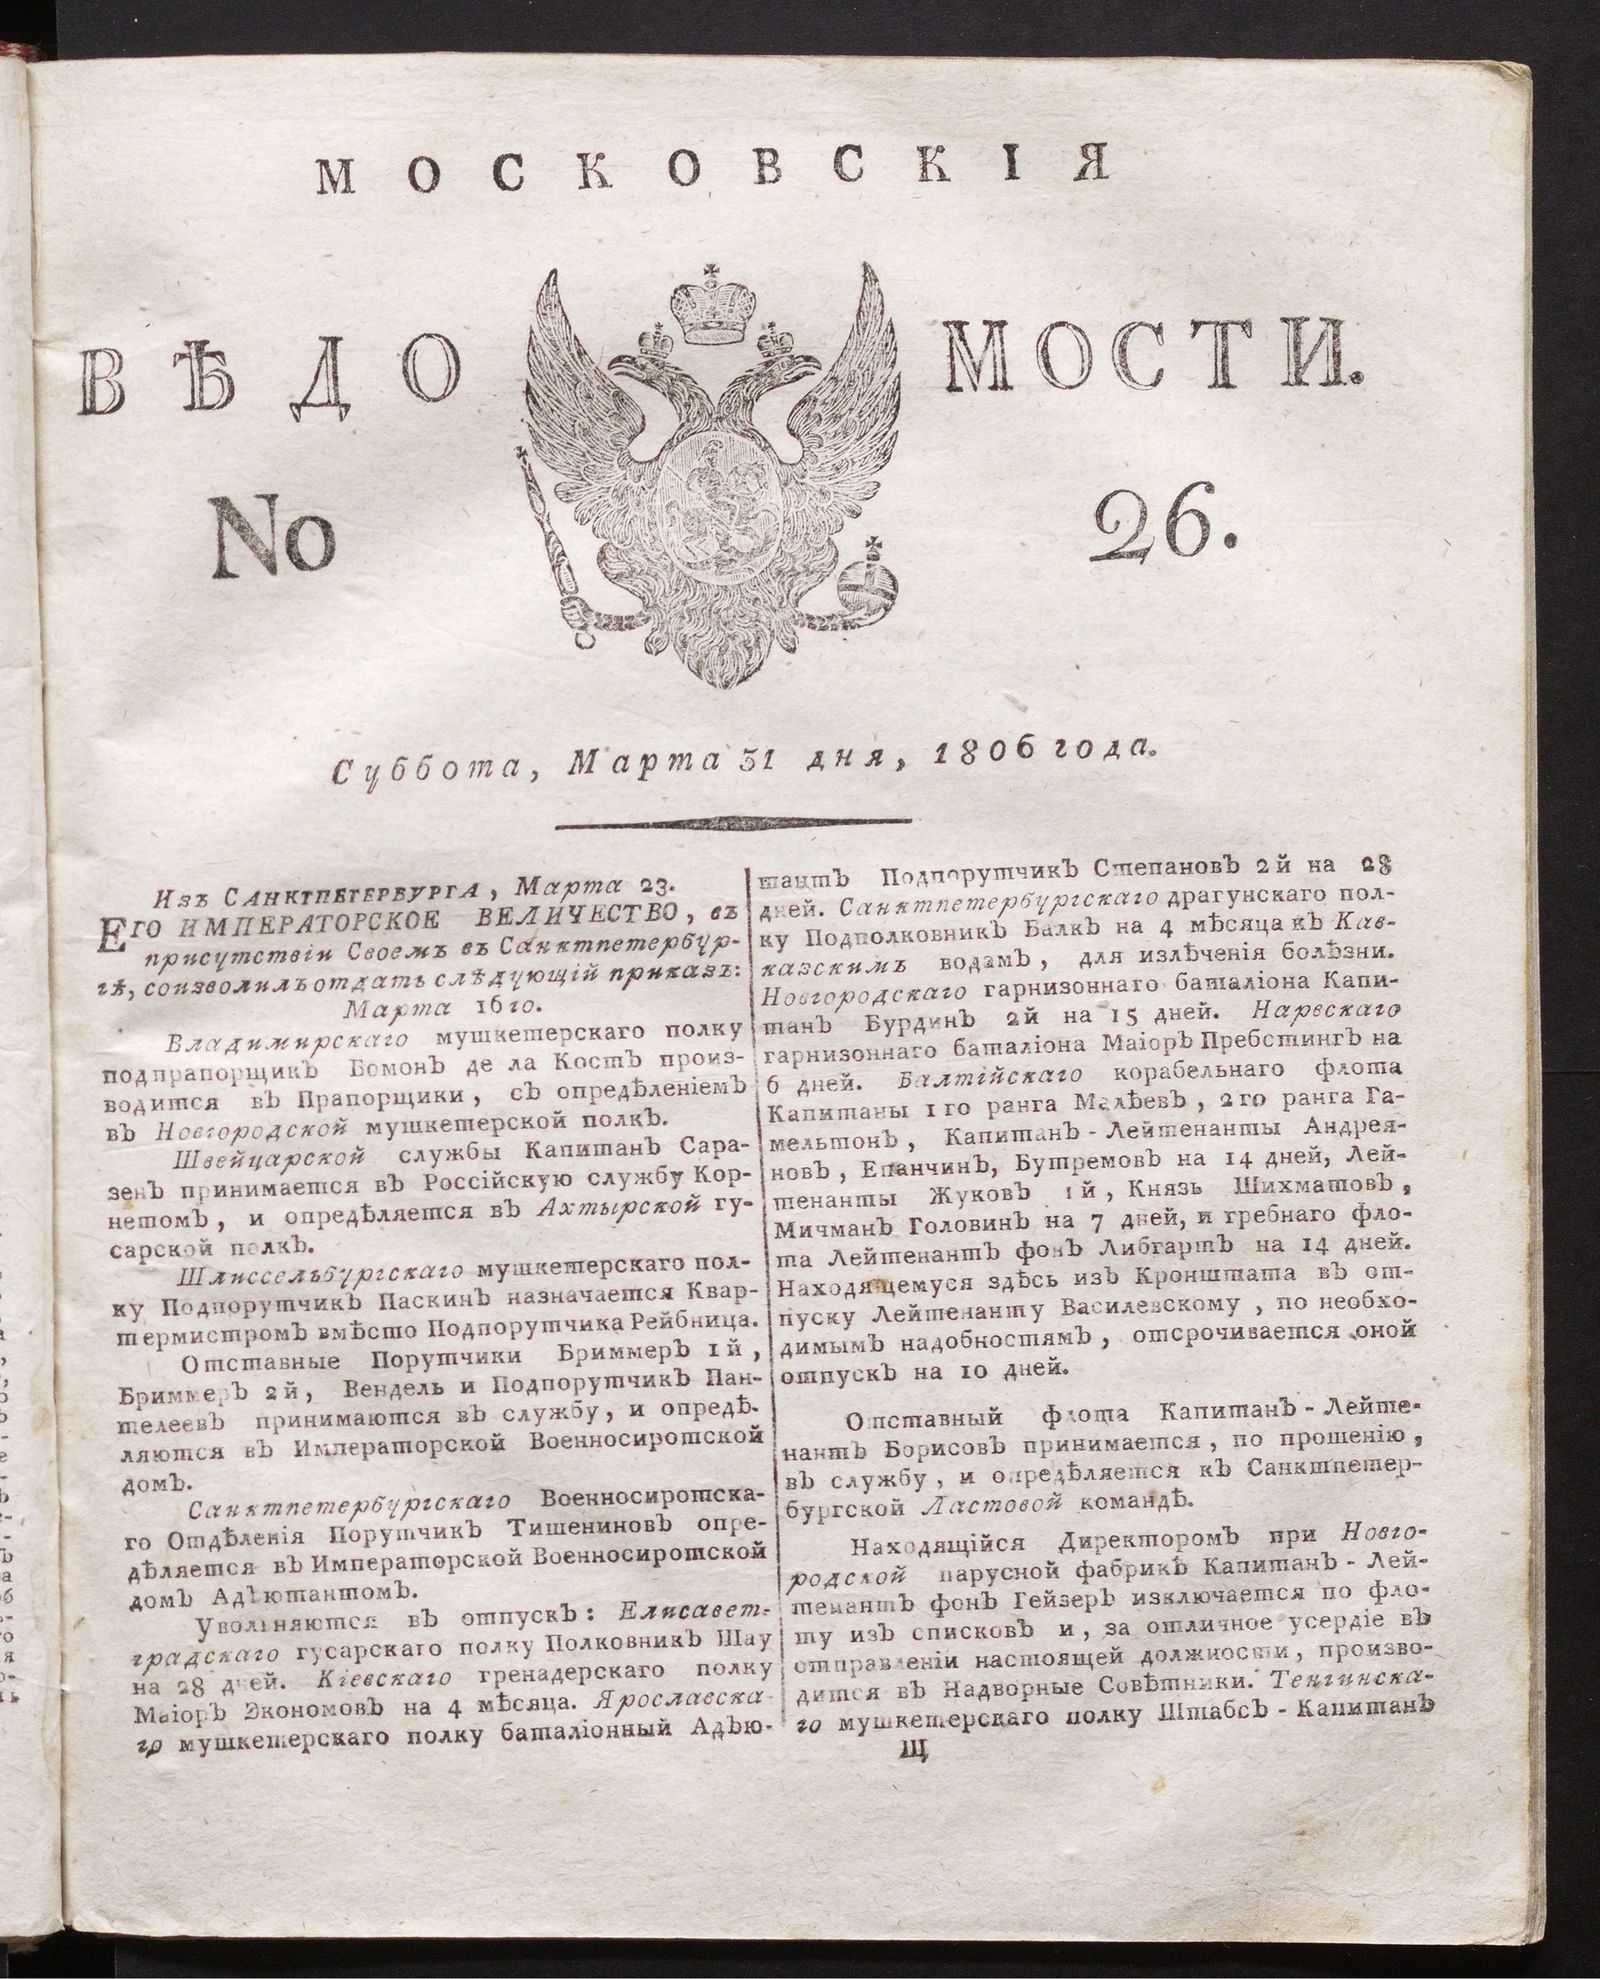 МОСКОВСКІЯ
ВѢДОМОСТИ.
No 26.
Суббота, Марта 31 дня, 1806 года.
Изъ САНКТПЕТЕРБУРГА, Марта 23.
ЕГО ИМПЕРАТОРСКОЕ ВЕЛИЧЕСТВО, въ
присутствіи Своемъ въ Санктпетербур-
гѣ, соизволилъ отдать слѣдующій приказъ:
Марта 16го.
Владимирскаго мушкетерскаго полку
подпрапорщикъ Бомонъ де ла Костъ произ-
водится въ Прапорщики, съ опредѣленіемъ
въ Новгородской мушкетерской полкъ.
Швейцарской службы Капитанъ Сара-
зенъ принимается въ Россійскую службу Кор-
нетомъ, и опредѣляется въ Ахтырской гу-
сарской полкъ.
Шлиссельбургскаго мушкетерскаго пол-
ку Подпорутчикъ Паскинъ назначается Квар-
термистромъ вмѣсто Подпорутчика Рейбница.
Отставные Порутчики Бриммеръ 1й,
Бриммеръ 2й, Вендель и Подпорутчикъ Пан-
телеевъ принимаются въ службу, и опредѣ-
ляются въ Императорской Военносиротской
домъ.
Санктпетербургскаго Военносиротска-
го Отдѣленія Порутчикъ Тишениновъ опре-
дѣляется въ Императорской Военносиротской
домъ Адъютантомъ.
Увольняются въ отпускъ: Елисавет-
градскаго гусарскаго полку Полковникъ Шау
на 28 дней. Кіевскаго гренадерскаго полку
Маіоръ Экономовъ на 4 мѣсяца. Ярославска-
го мушкетерскаго полку баталіонный Адъю-
тантъ Подпорутчикъ Степановъ 2й на 28
дней. Санктпетербургскаго драгунскаго пол-
ку Подполковникъ Балкъ на 4 мѣсяца къ Кав-
казскимъ водамъ, для излѣченія болѣзни.
Новгородскаго гарнизоннаго баталіона Капи-
танъ Бурдинъ 2й на 15 дней. Нарвскаго
гарнизоннаго баталіона Маіоръ Пребстингъ на
6 дней. Балтійскаго корабельнаго флота
Капитаны 1го ранга Малѣевъ, 2го ранга Га-
мельтонъ, Капитанъ-Лейтенанты Андрея-
новъ, Епанчинъ, Бутремовъ на 14 дней, Лей-
тенанты Жуковъ 1й, Князь Шихматовъ,
Мичманъ Головинъ на 7 дней, и гребнаго фло-
та Лейтенантъ фонъ Либгартъ на 14 дней.
Находящемуся здѣсь изъ Кронштата въ от-
пуску Лейтенанту Василевскому, по необхо-
димымъ надобностямъ, отсрочивается оной
отпускъ на 10 дней.
Отставный флота Капитанъ-Лейте-
нантъ Борисовъ принимается, по прошенію,
въ службу, и опредѣляется къ Санктпетер-
бургской Ластовой командѣ.
Находящійся Директоромъ при Новго-
родской парусной фабрикѣ Капитанъ-Лей-
тенантъ фонъ Гейзеръ изключается по фло-
ту изъ списковъ и, за отличное усердіе въ
отправленіи настоящей должности, произво-
дится въ Надворные Совѣтники. Тенгинска-
го мушкетерскаго полку Штабсъ-Капитанъ
Щ